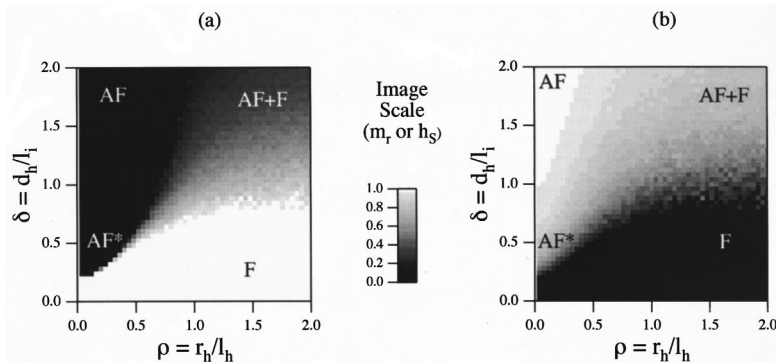 (a)
2.0
1.5
1.0
0.5
0.0
δ = d_h/l_i
AF
AF+F
AF*
F
0.0
0.5
1.0
1.5
2.0
ρ = r_h/l_h
Image
Scale
(m_r or h_S)
1.0
0.8
0.6
0.4
0.2
0.0
(b)
2.0
1.5
1.0
0.5
0.0
δ = d_h/l_i
AF
AF+F
AF*
F
0.0
0.5
1.0
1.5
2.0
ρ = r_h/l_h